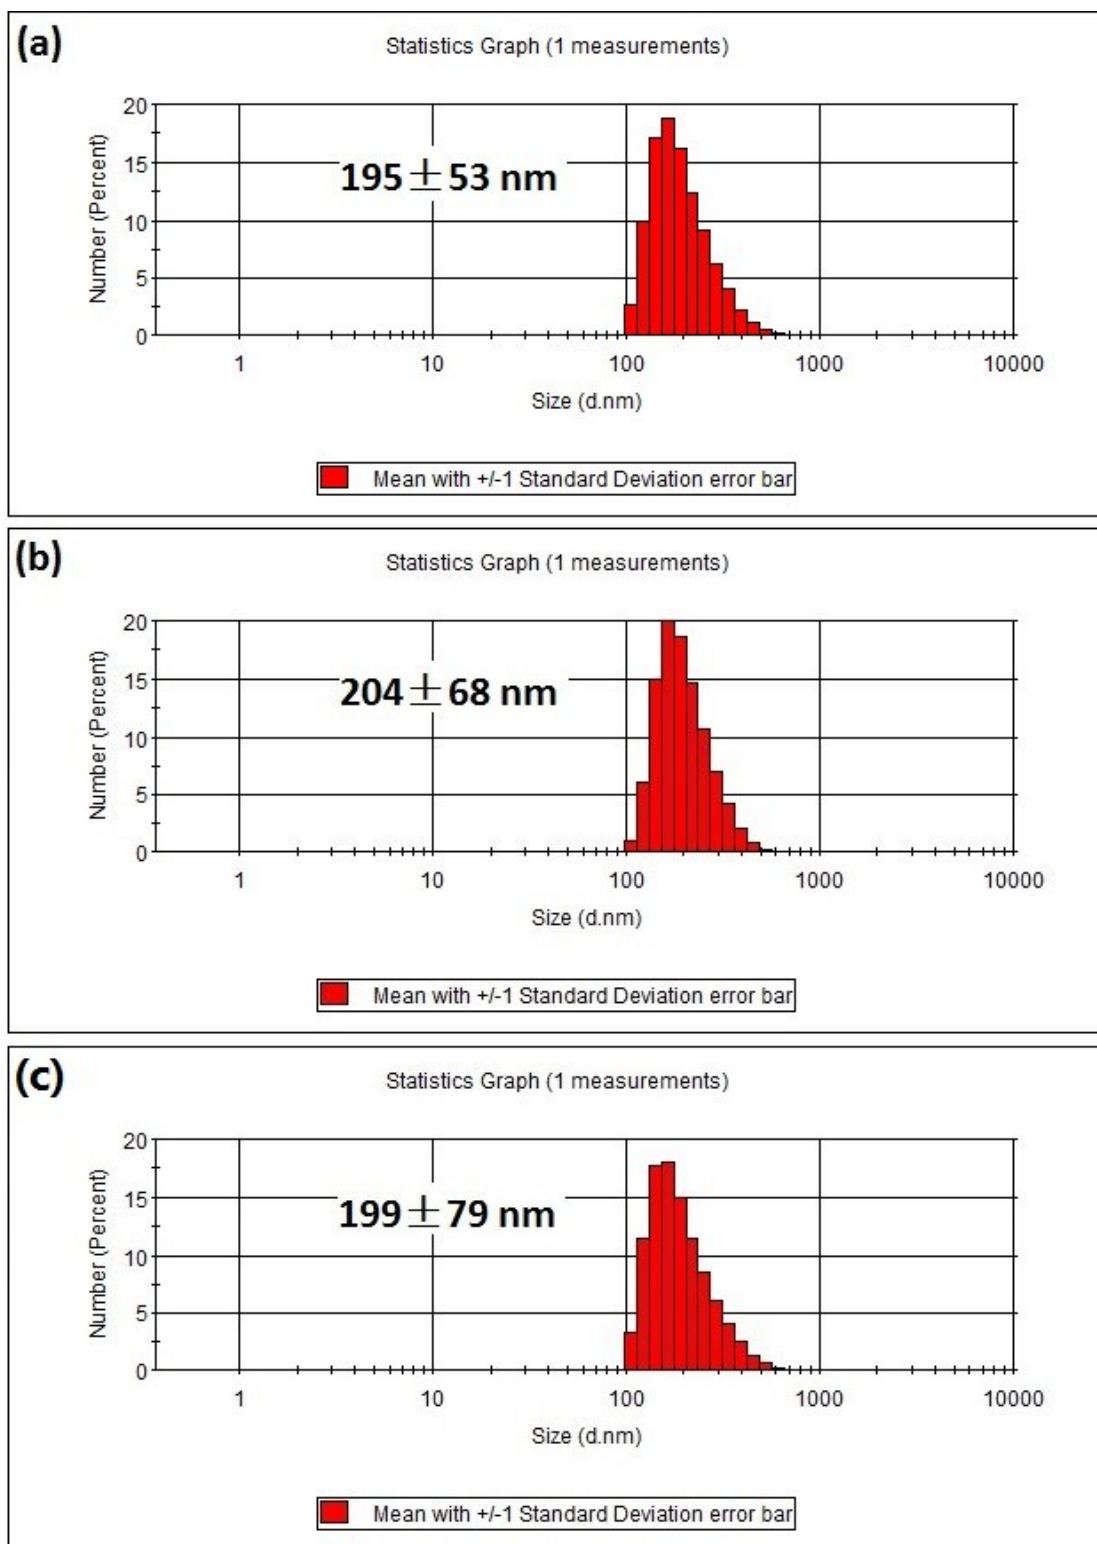 (a)
Statistics Graph (1 measurements)
20
15
10
5
0
Number (Percent)
195 ± 53 nm
1 10 100 1000 10000
Size (d.nm)
Mean with +/-1 Standard Deviation error bar
(b)
Statistics Graph (1 measurements)
20
15
10
5
0
Number (Percent)
204 ± 68 nm
1 10 100 1000 10000
Size (d.nm)
Mean with +/-1 Standard Deviation error bar
(c)
Statistics Graph (1 measurements)
20
15
10
5
0
Number (Percent)
199 ± 79 nm
1 10 100 1000 10000
Size (d.nm)
Mean with +/-1 Standard Deviation error bar